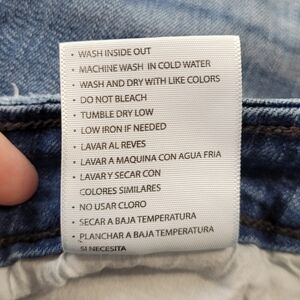 • WASH INSIDE OUT
• MACHINE WASH IN COLD WATER
• WASH AND DRY WITH LIKE COLORS
• DO NOT BLEACH
• TUMBLE DRY LOW
• LOW IRON IF NEEDED
• LAVAR AL REVES
• LAVAR A MAQUINA CON AGUA FRIA
• LAVAR Y SECAR CON
COLORES SIMILARES
• NO USAR CLORO
• SECAR A BAJA TEMPERATURA
• PLANCHAR A BAJA TEMPERATURA
SI NECESITA